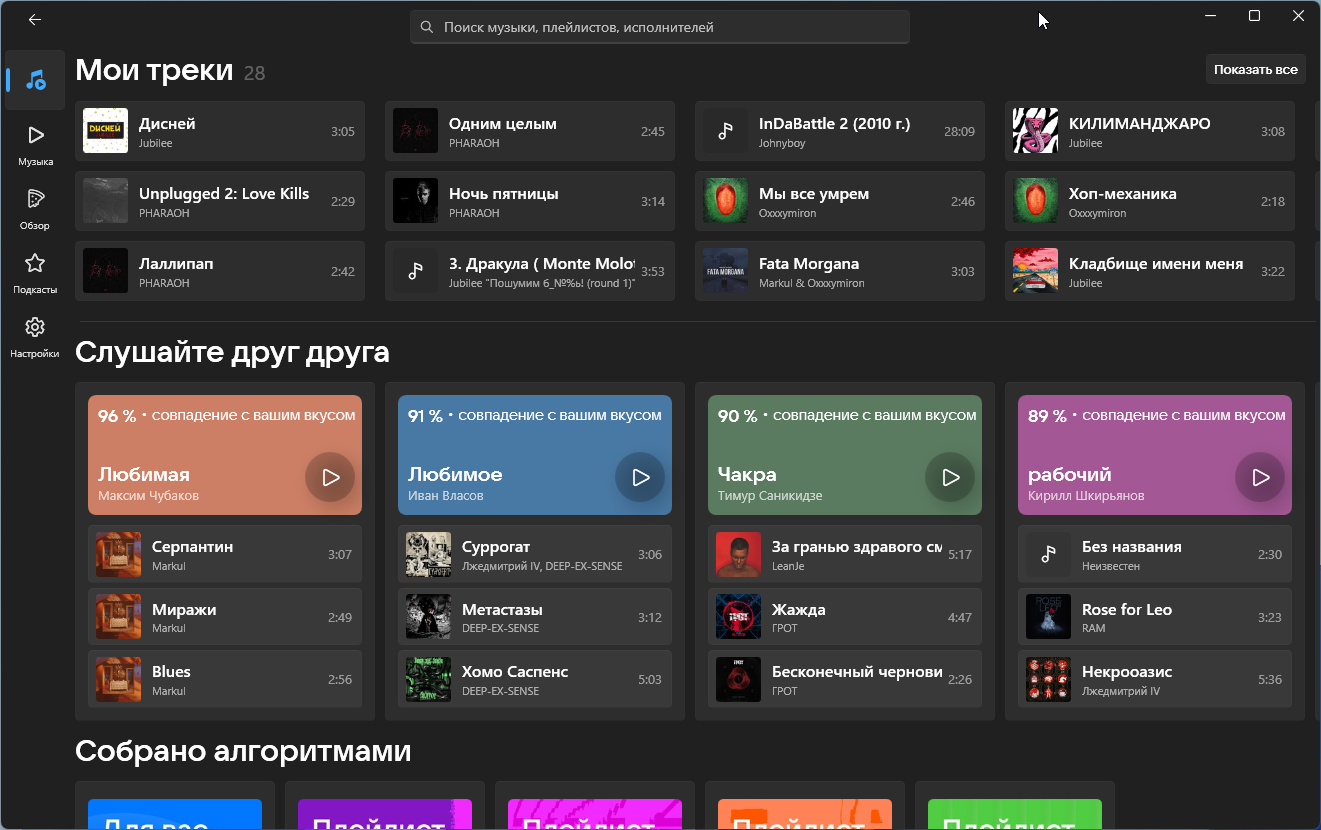 Поиск музыки, плейлистов, исполнителей
Мои треки 28
Показать все
Дисней
Jubilee
3:05
Одним целым
PHARAOH
2:45
InDaBattle 2 (2010 г.)
Johnyboy
28:09
КИЛИМАНДЖАРО
Jubilee
3:08
Unplugged 2: Love Kills
PHARAOH
2:29
Ночь пятницы
PHARAOH
3:14
Мы все умрем
Oxxxymiron
2:46
Хоп-механика
Oxxxymiron
2:18
Лаллипап
PHARAOH
2:42
3. Дракула ( Monte Molo
Jubilee "Пошумим 6_№%ь! (round 1)"
3:53
FATA MORGANA
Fata Morgana
Markul & Oxxxymiron
3:03
Кладбище имени меня
Jubilee
3:22
Музыка
Обзор
Подкасты
Настройки
Слушайте друг друга
96 % • совпадение с вашим вкусом
Любимая
Максим Чубаков
Серпантин
Markul
3:07
Миражи
Markul
2:49
Blues
Markul
2:56
91 % • совпадение с вашим вкусом
Любимое
Иван Власов
Суррогат
Лжедмитрий IV, DEEP-EX-SENSE
3:06
Метастазы
DEEP-EX-SENSE
3:12
Хомо Саспенс
DEEP-EX-SENSE
5:03
90 % • совпадение с вашим вкусом
Чакра
Тимур Саникидзе
За гранью здравого см
LeanJe
5:17
Жажда
ГРОТ
4:47
Бесконечный чернови
ГРОТ
2:26
89 % • совпадение с вашим вкусом
рабочий
Кирилл Шкирьянов
Без названия
Неизвестен
2:30
Rose for Leo
RAM
3:23
Некрооазис
Лжедмитрий IV
5:36
Собрано алгоритмами
Для вас
Плейлист
Плейлист
Плейлист
Плейлист